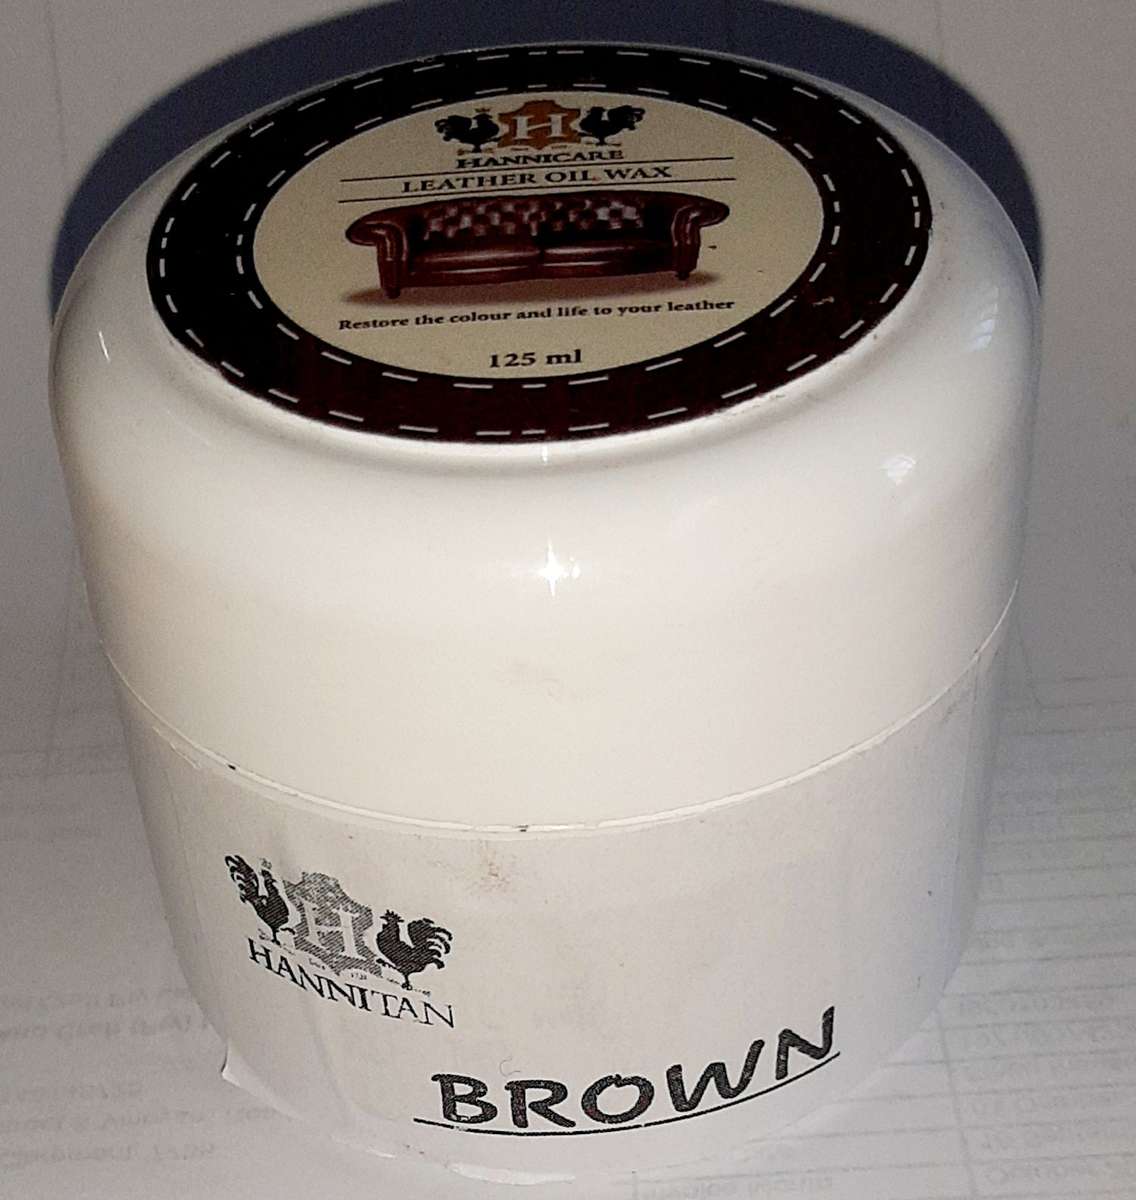 H
HANNICARE
LEATHER OIL WAX
Restore the colour and life to your leather
125 ml
H
HANNITAN
BROWN